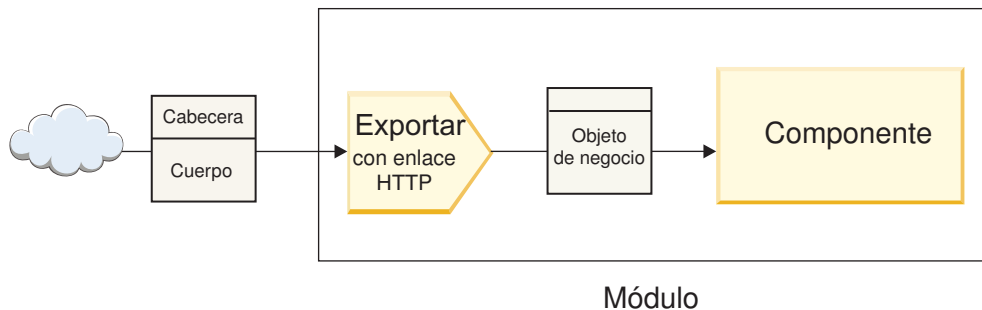 Cabecera
Cuerpo
Exportar
con enlace
HTTP
Objeto
de negocio
Componente
Módulo